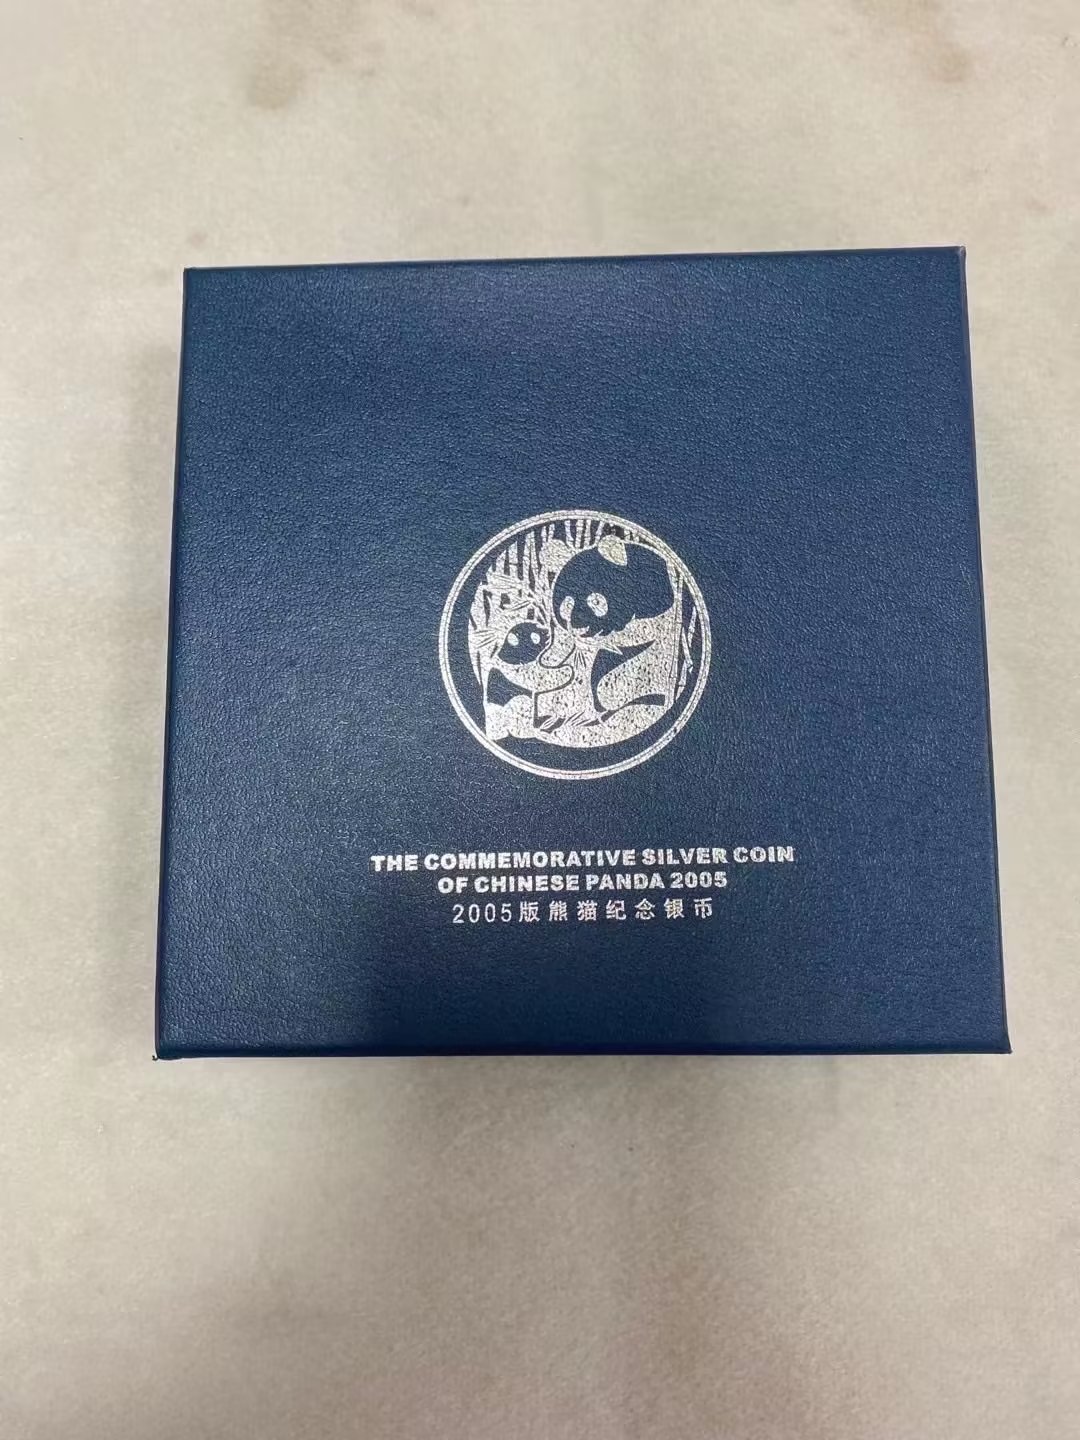 THE COMMEMORATIVE SILVER COIN
OF CHINESE PANDA 2005
2005版熊猫纪念银币